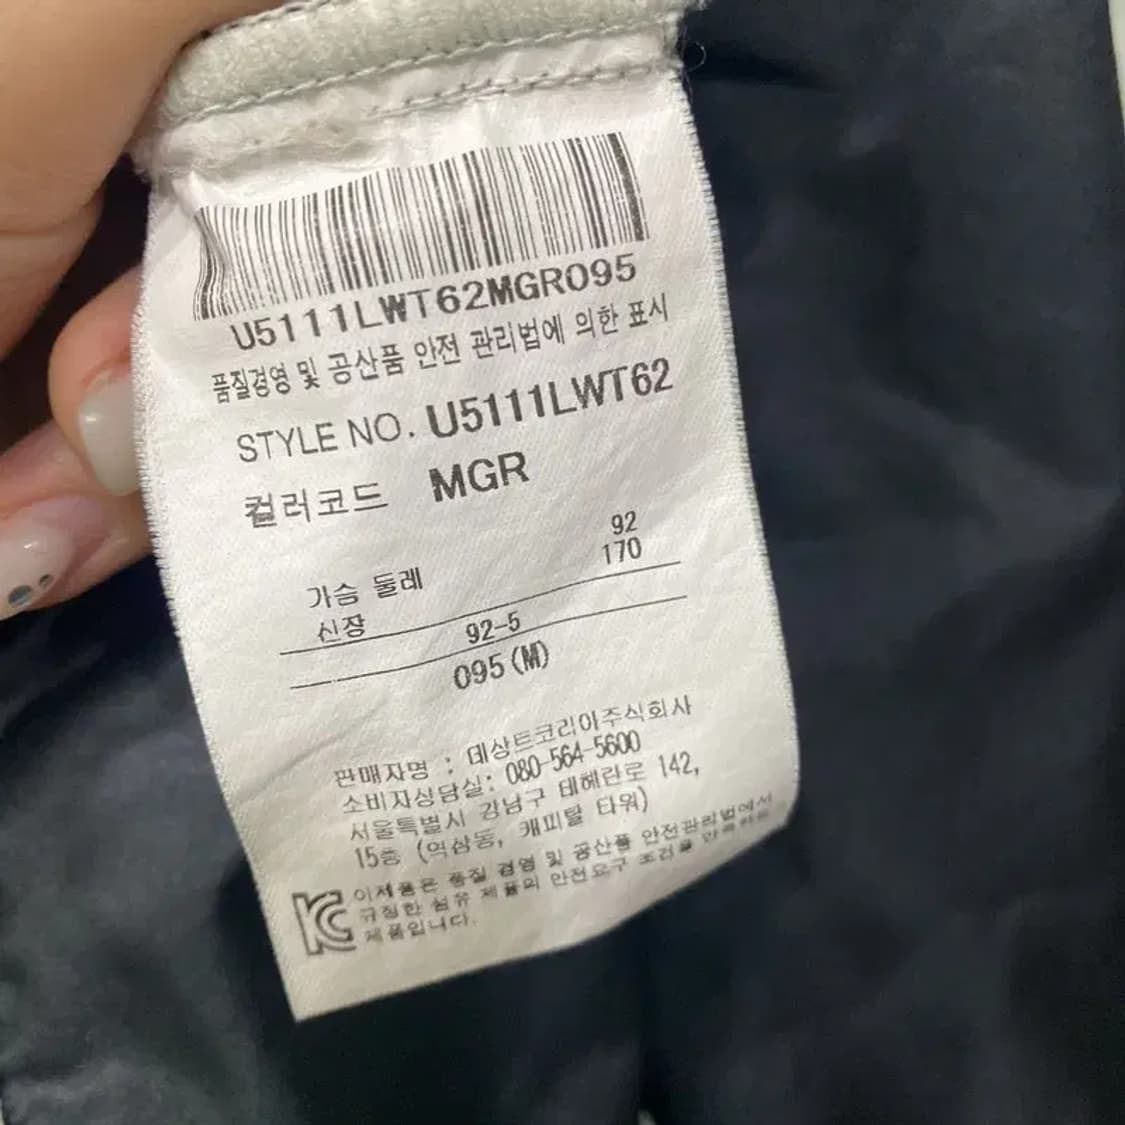 U5111LWT62MGR095
품질경영 및 공산품 안전 관리법에 의한 표시
STYLE NO. U5111LWT62
컬러코드 MGR
가슴 둘레 92
신장 170
92-5
095(M)
판매자명 : 데상트코리아주식회사
소비자상담실: 080-564-5600
서울특별시 강남구 테헤란로 142,
15층 (역삼동, 캐피탈 타워)
이제품은 품질 경영 및 공산품 안전관리법에서
규정한 섬유 제품의 안전요구 조건을 만족하는
제품입니다.